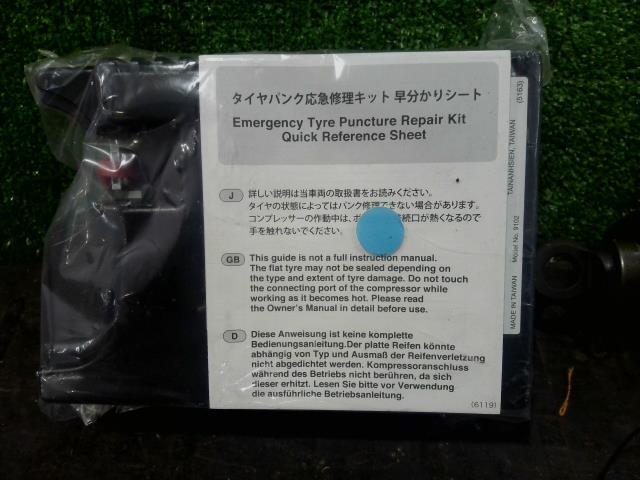 タイヤパンク応急修理キット 早分かりシート
Emergency Tyre Puncture Repair Kit
Quick Reference Sheet
J 詳しい説明は当車両の取扱書をお読みください。
タイヤの状態によってはパンク修理できない場合があります。
コンプレッサーの作動中は、ホ 続口が熱くなるので
手を触れないでください。
GB This guide is not a full instruction manual.
The flat tyre may not be sealed depending on
the type and extent of tyre damage. Do not touch
the connecting port of the compressor while
working as it becomes hot. Please read
the Owner's Manual in detail before use.
D Diese Anweisung ist keine komplette
Bedienungsanleitung.Der platte Reifen könnte
abhängig von Typ und Ausmaß der Reifenverletzung
nicht abgedichtet werden. Kompressoranschluss
während des Betriebs nicht berühren, da sich
dieser erhitzt. Lesen Sie bitte vor Verwendung
die ausführliche Betriebsanleitung.
(6119)
MADE IN TAIWAN Model No. 9102 TAINANHSIEN, TAIWAN (5163)